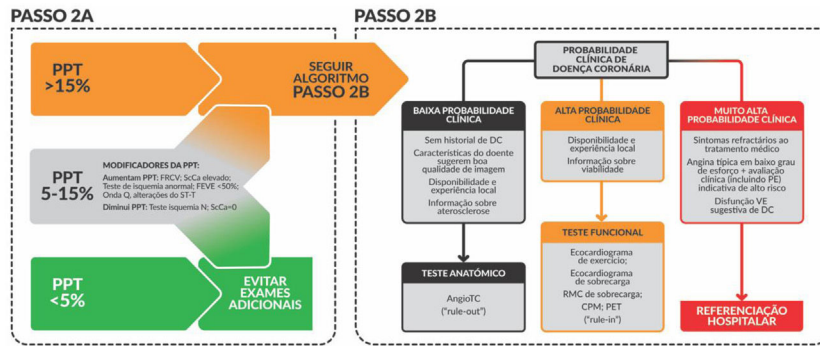 PASSO 2A
PPT
>15%
SEGUIR
ALGORITMO
PASSO 2B
PPT
5-15%
MODIFICADORES DA PPT:
Aumentam PPT: FRCV; ScCa elevado;
Teste de isquemia anormal; FEVE <50%;
Onda Q, alterações do ST-T
Diminui PPT: Teste isquemia N; ScCa=0
PPT
<5%
EVITAR
EXAMES
ADICIONAIS
PASSO 2B
PROBABILIDADE
CLÍNICA DE
DOENÇA CORONÁRIA
BAIXA PROBABILIDADE
CLÍNICA
Sem historial de DC
Características do doente
sugerem boa
qualidade de imagem
Disponibilidade e
experiência local
Informação sobre
aterosclerose
TESTE ANATÓMICO
AngioTC
("rule-out")
ALTA PROBABILIDADE
CLÍNICA
Disponibilidade e
experiência local
Informação sobre
viabilidade
TESTE FUNCIONAL
Ecocardiograma
de exercício;
Ecocardiograma
de sobrecarga
RMC de sobrecarga;
CPM; PET
("rule-in")
MUITO ALTA
PROBABILIDADE CLÍNICA
Sintomas refractários ao
tratamento médico
Angina típica em baixo grau
de esforço + avaliação
clínica (incluindo PE)
indicativa de alto risco
Disfunção VE
sugestiva de DC
REFERENCIAÇÃO
HOSPITALAR